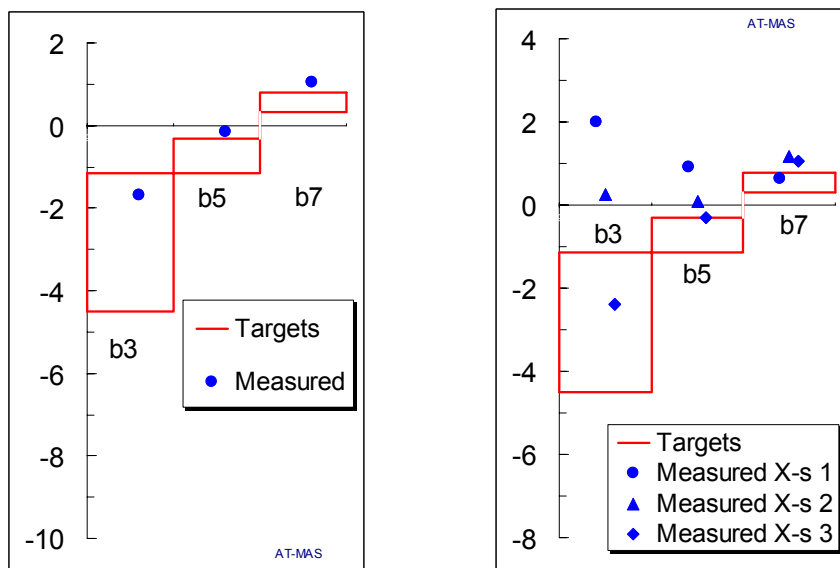 2
0
-2
-4
-6
-8
-10
b3
b5
b7
Targets
Measured
AT-MAS
AT-MAS
4
2
0
-2
-4
-6
-8
b3
b5
b7
Targets
Measured X-s 1
Measured X-s 2
Measured X-s 3